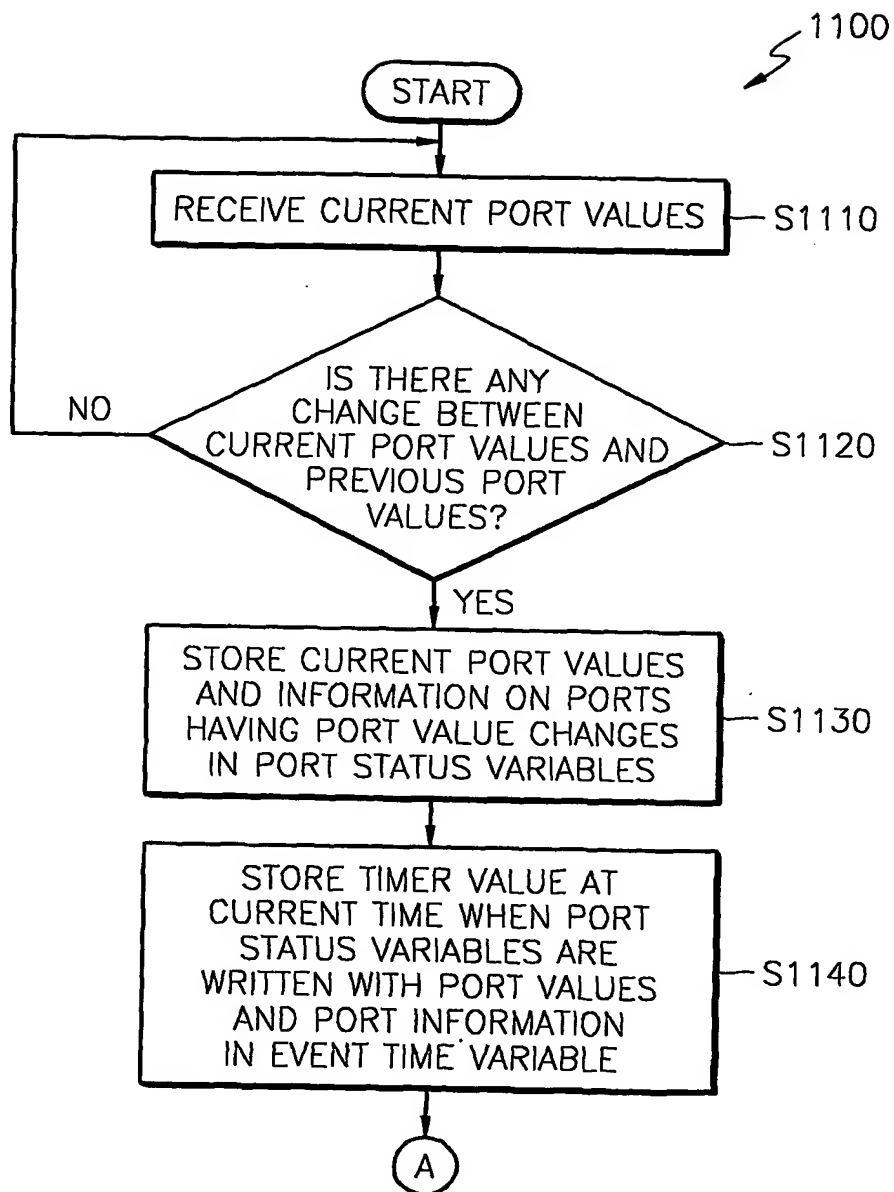 1100
START
RECEIVE CURRENT PORT VALUES
S1110
IS THERE ANY
CHANGE BETWEEN
CURRENT PORT VALUES AND
PREVIOUS PORT
VALUES?
NO
S1120
YES
STORE CURRENT PORT VALUES
AND INFORMATION ON PORTS
HAVING PORT VALUE CHANGES
IN PORT STATUS VARIABLES
S1130
STORE TIMER VALUE AT
CURRENT TIME WHEN PORT
STATUS VARIABLES ARE
WRITTEN WITH PORT VALUES
AND PORT INFORMATION
IN EVENT TIME VARIABLE
S1140
A